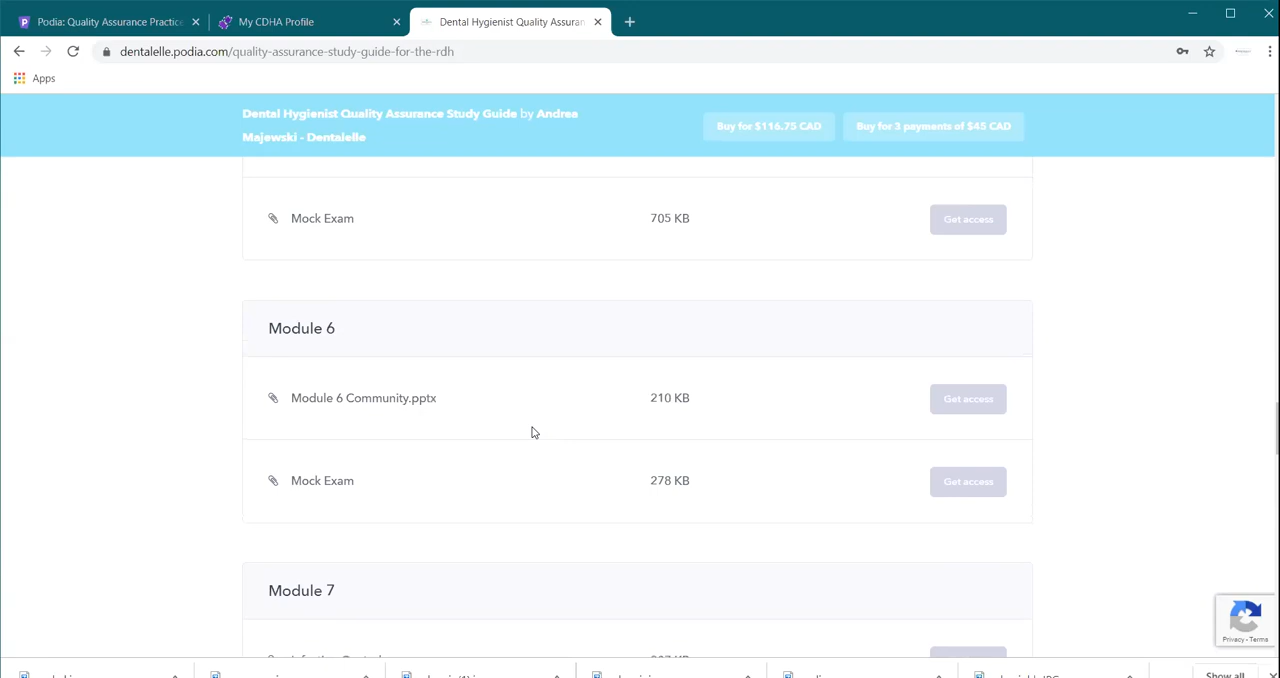 Podia: Quality Assurance Practice
My CDHA Profile
Dental Hygienist Quality Assuran
dentalelle.podia.com/quality-assurance-study-guide-for-the-rdh
Apps
Dental Hygienist Quality Assurance Study Guide by Andrea
Majewski - Dentalelle
Buy for $116.75 CAD
Buy for 3 payments of $45 CAD
Mock Exam 705 KB Get access
Module 6
Module 6 Community.pptx 210 KB Get access
Mock Exam 278 KB Get access
Module 7
Privacy - Terms
Show all